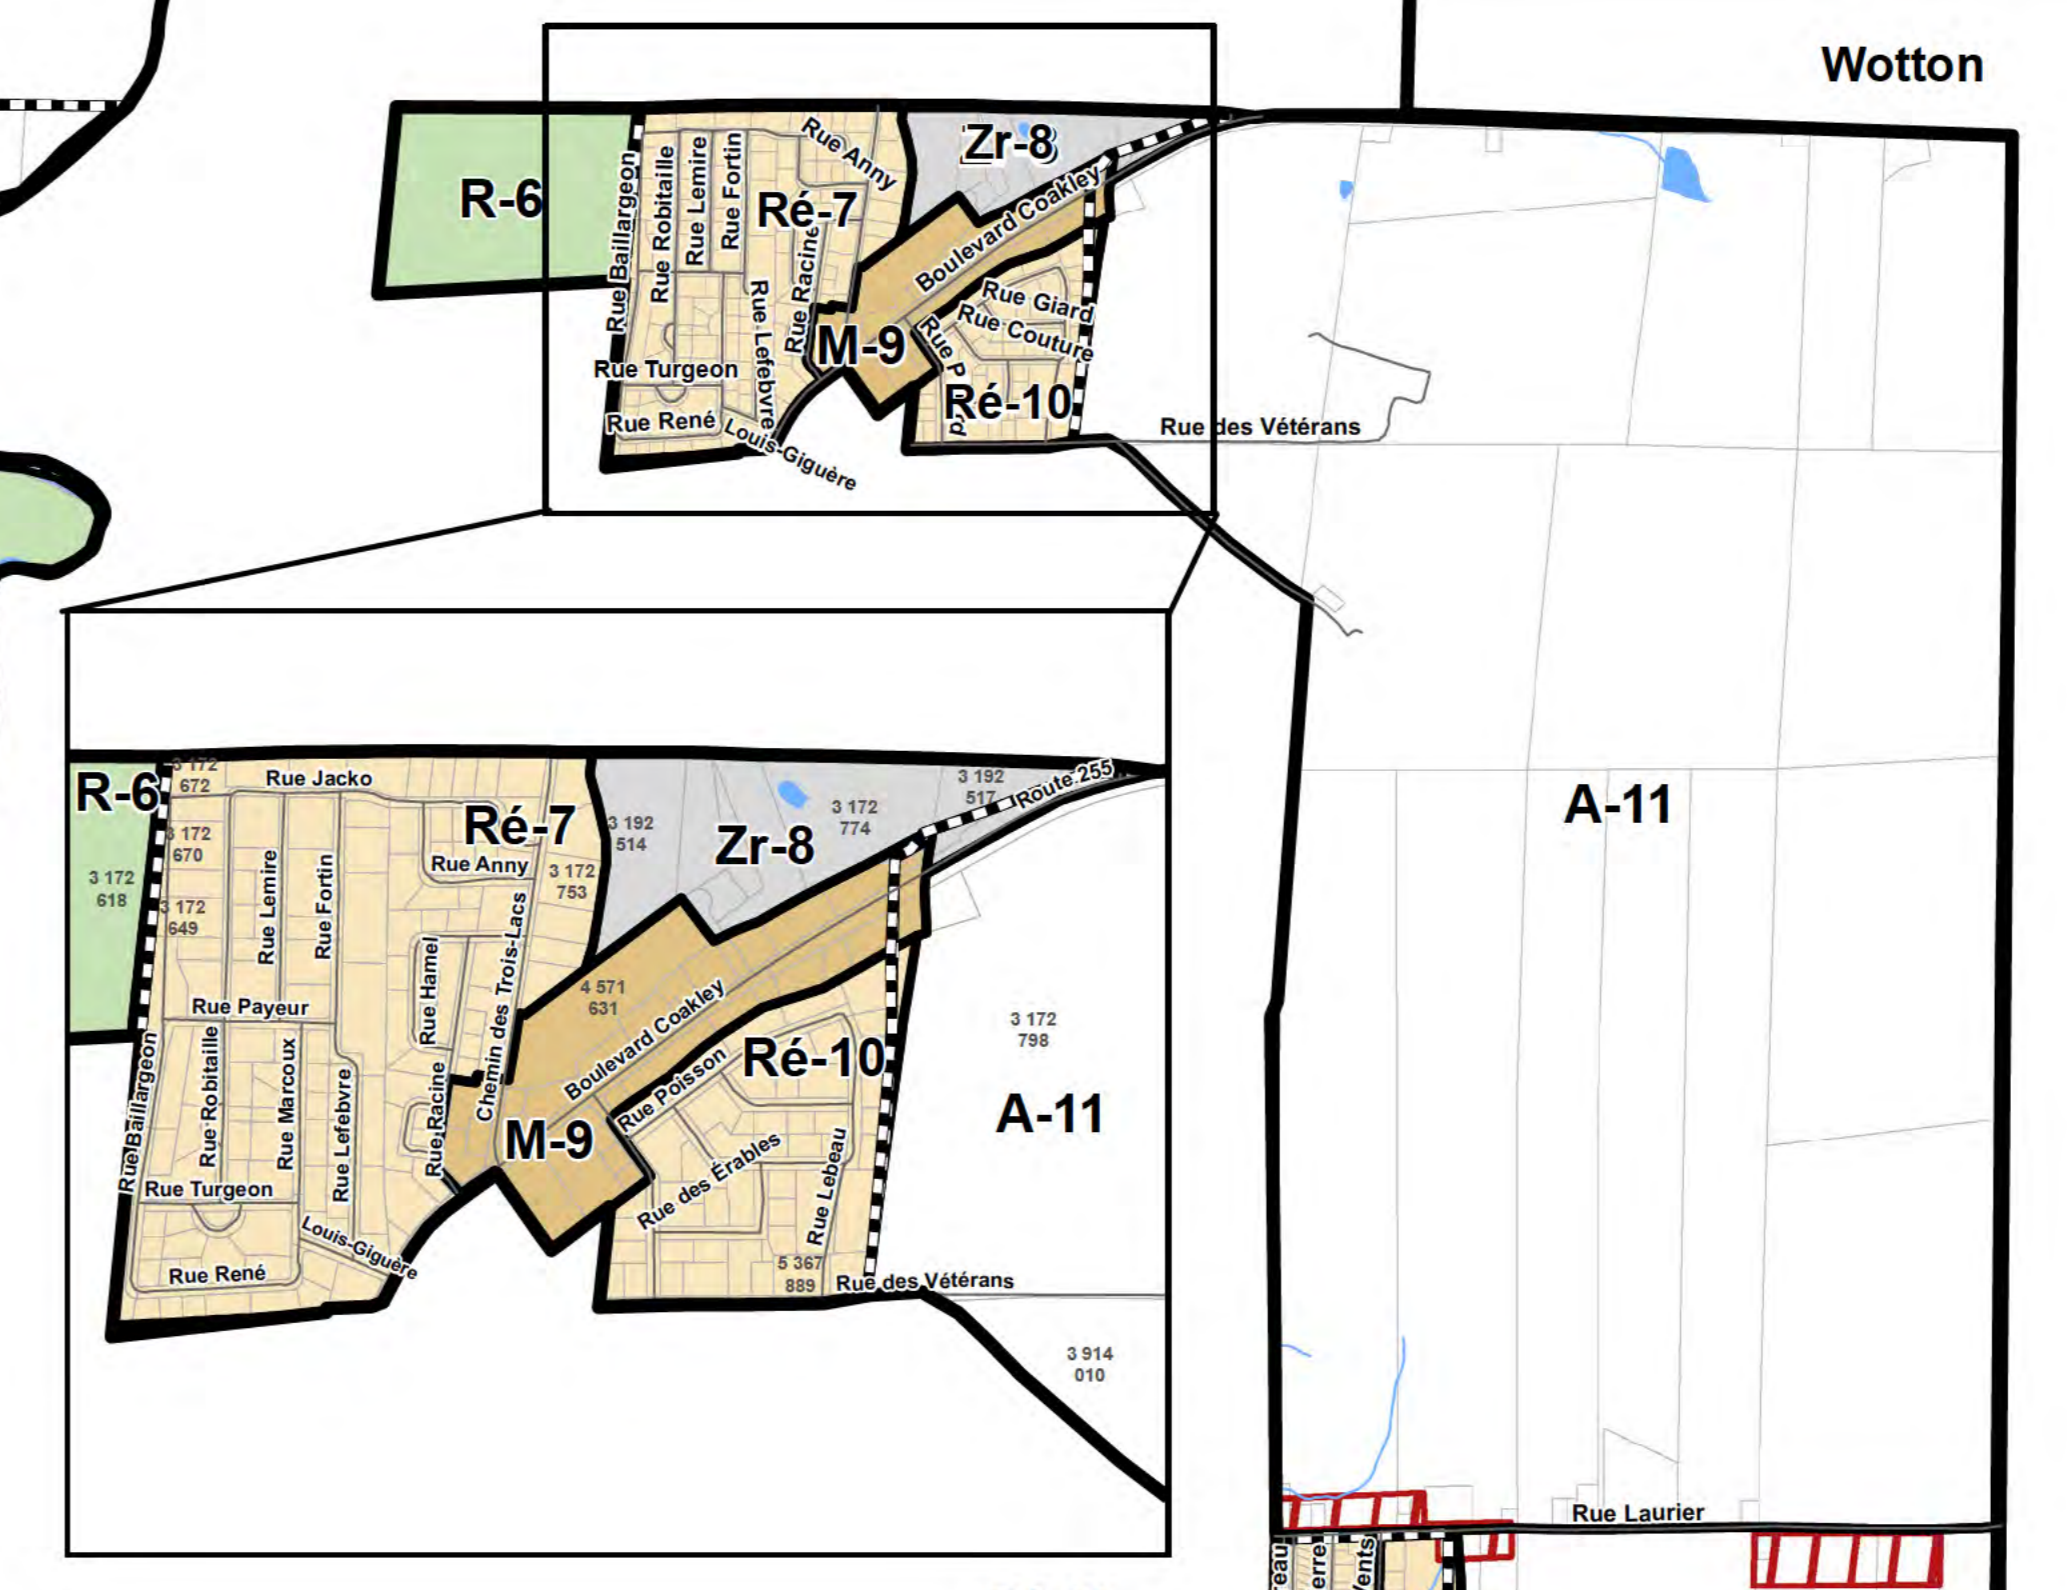 Wotton
R-6
Zr-8
Rue Anny
Ré-7
Rue Baillargeon
Rue Robitaille
Rue Lemire
Rue Fortin
Rue Racine
Rue Lefebvre
Boulevard Coakley
M-9
Rue Giard
Rue Couture
Rue P
rd
Ré-10
Rue Turgeon
Rue René
Louis-Giguère
Rue des Vétérans
R-6
3 172
672
Rue Jacko
Ré-7
3 172
670
Rue Anny
3 172
753
3 192
514
Zr-8
3 172
774
3 192
517
Route 255
3 172
618
3 172
649
Rue Lemire
Rue Fortin
Rue Hamel
Chemin des Trois-Lacs
4 571
631
Boulevard Coakley
Rue Payeur
Rue Baillargeon
Rue Robitaille
Rue Marcoux
Rue Lefebvre
Rue Racine
M-9
Rue Poisson
Ré-10
Rue des Érables
Rue Lebeau
3 172
798
A-11
Rue Turgeon
Louis-Giguère
Rue René
5 367
889
Rue des Vétérans
3 914
010
A-11
Rue Laurier
eau
erre
Vents